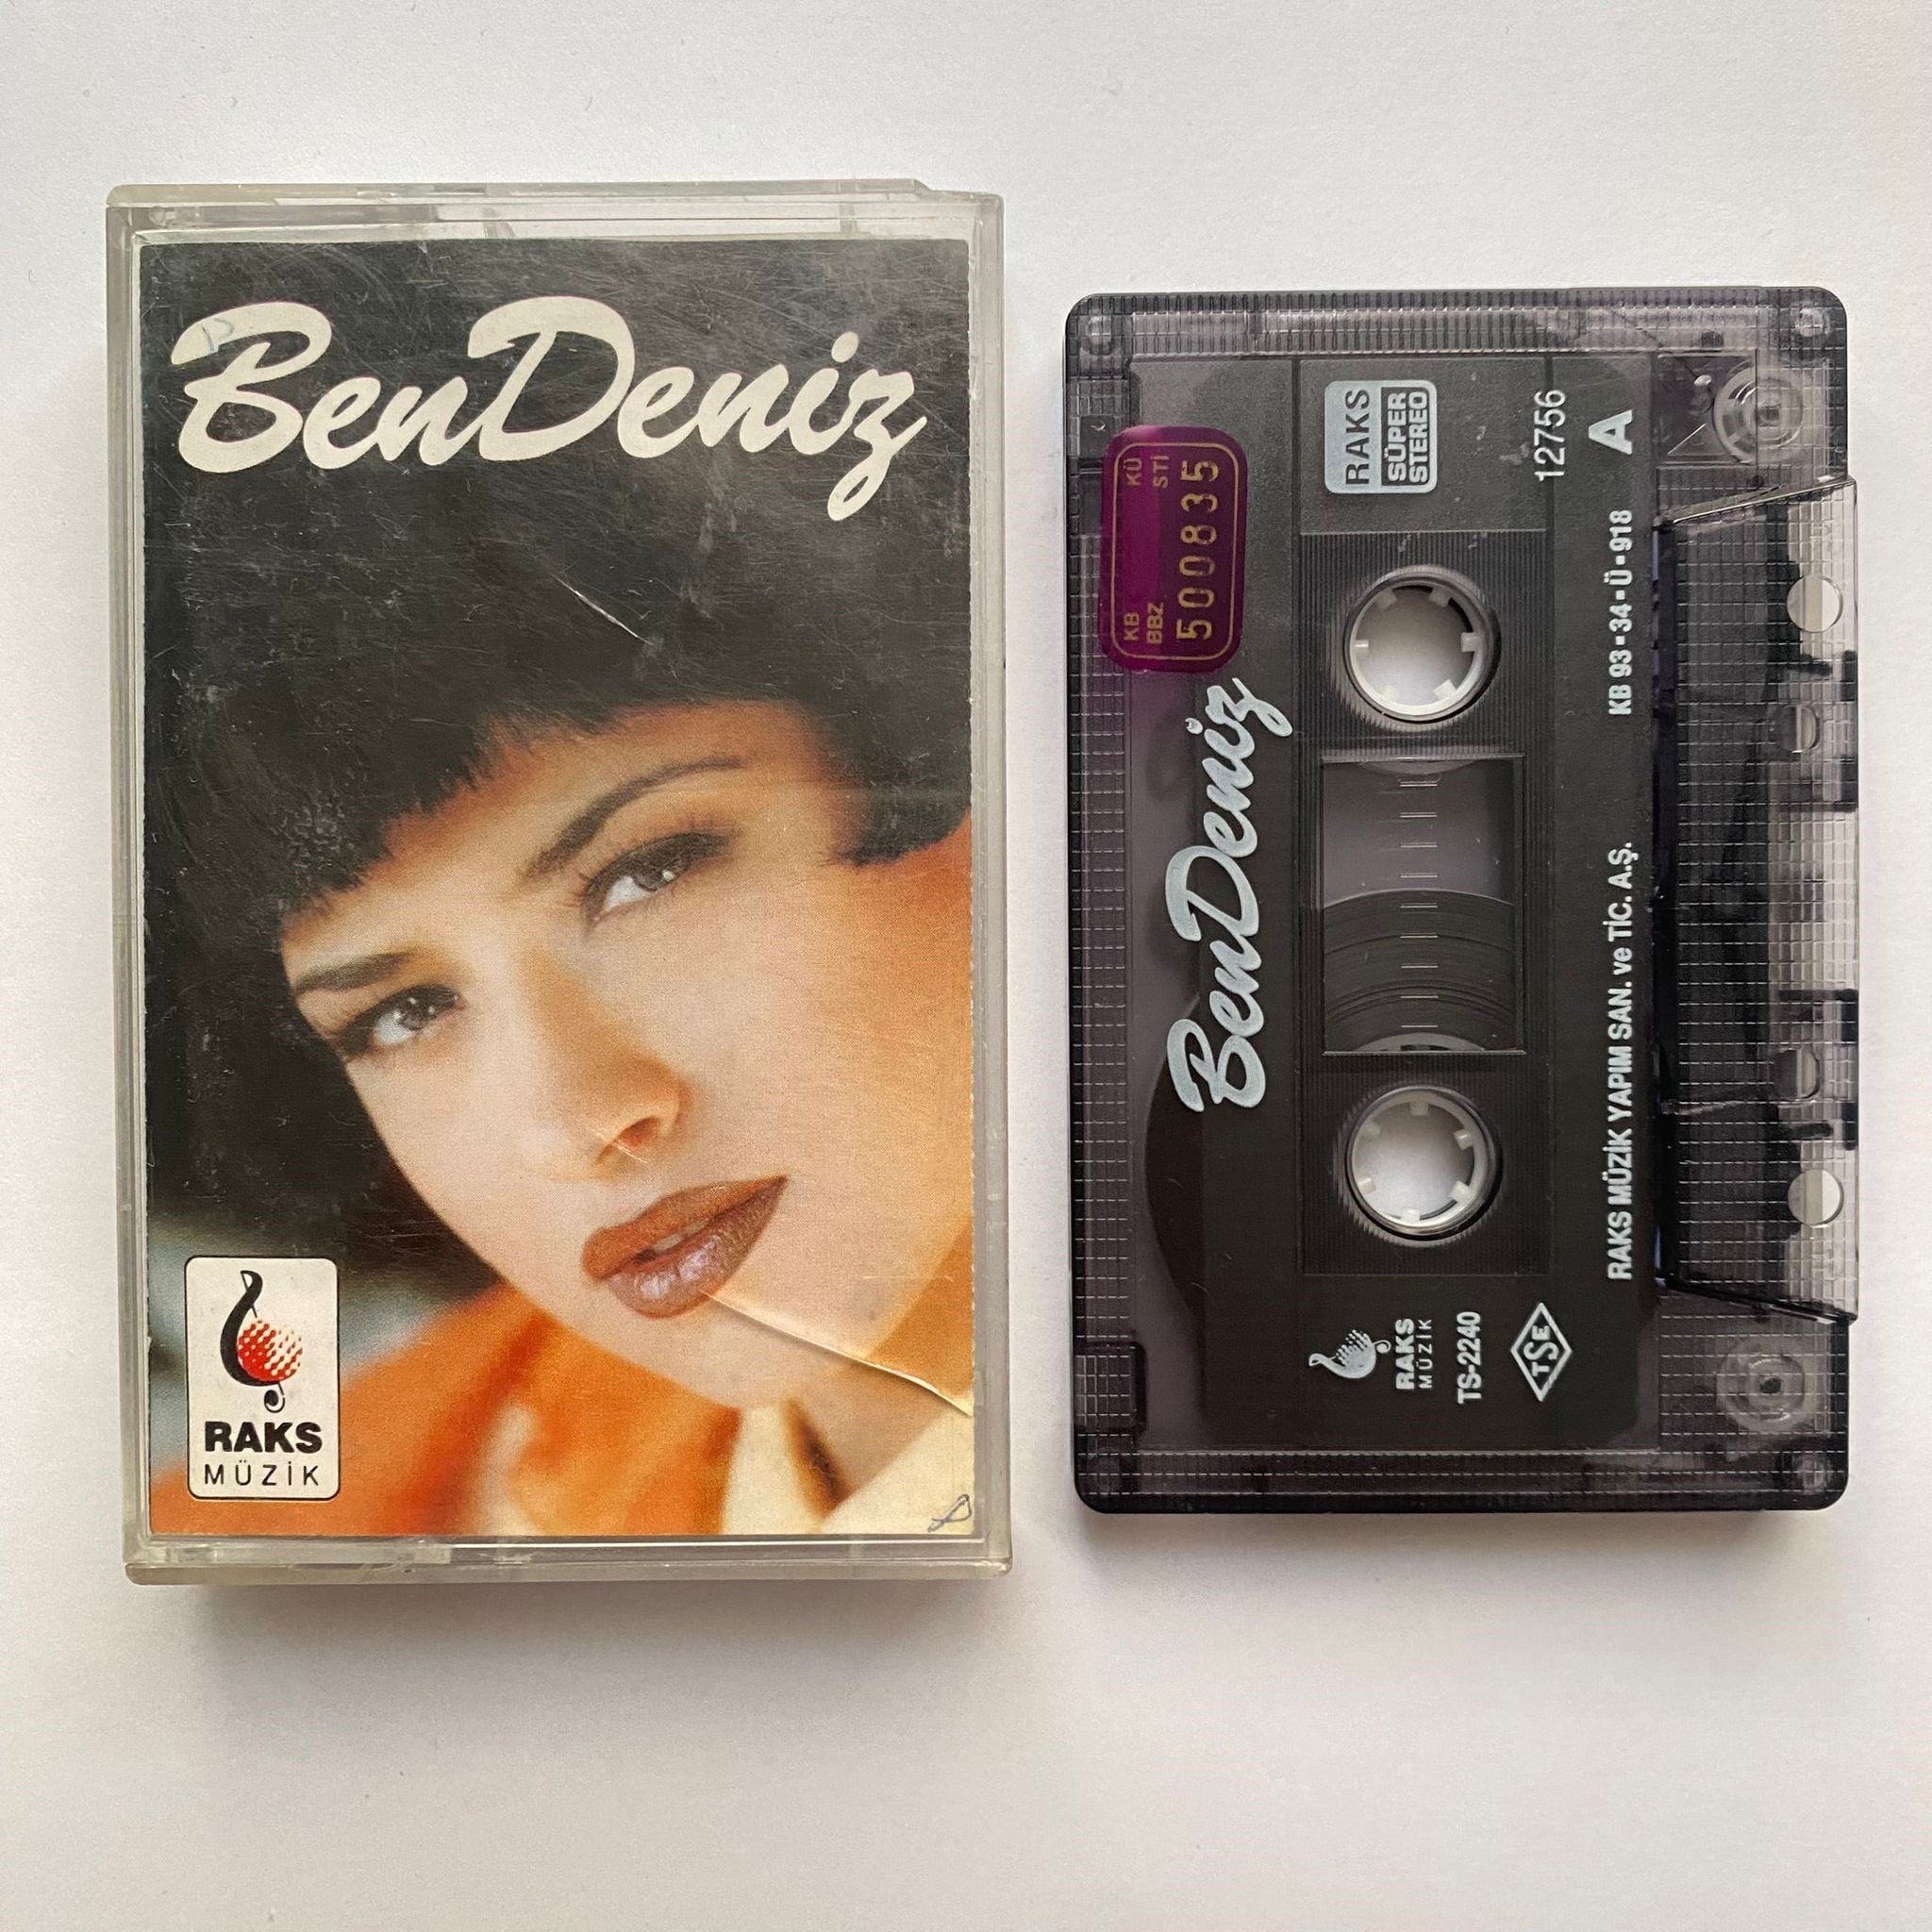 BenDeniz
RAKS
MÜZİK
KB KÜ
BBZ STİ
500835
BenDeniz
RAKS
MÜZİK
TS-2240
TSE
RAKS
SÜPER
STEREO
12756
A
RAKS MÜZİK YAPIM SAN. ve TİC. A.Ş. KB 93▪34▪Ü▪918